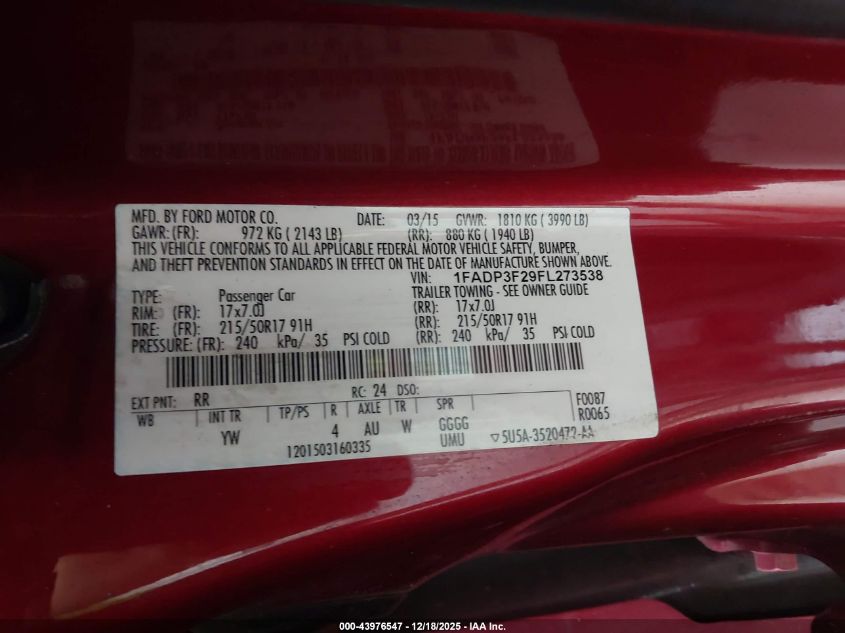 MFD. BY FORD MOTOR CO. DATE: 03/15 GVWR: 1810 KG ( 3990 LB)
GAWR: (FR): 972 KG ( 2143 LB) (RR): 880 KG ( 1940 LB)
THIS VEHICLE CONFORMS TO ALL APPLICABLE FEDERAL MOTOR VEHICLE SAFETY, BUMPER,
AND THEFT PREVENTION STANDARDS IN EFFECT ON THE DATE OF MANUFACTURE SHOWN ABOVE.
VIN: 1FADP3F29FL273538
TYPE: Passenger Car TRAILER TOWING - SEE OWNER GUIDE
RIM: (FR): 17x7.0J (RR): 17x7.0J
TIRE: (FR): 215/50R17 91H (RR): 215/50R17 91H
PRESSURE: (FR): 240 kPa/ 35 PSI COLD (RR): 240 kPa/ 35 PSI COLD
EXT PNT: RR RC: 24 DSO: F0087
WB INT TR TP/PS R AXLE TR SPR R0065
YW 4 AU W GGGG
UMU
1201503160335 ▽5U5A-3520472-AA
000-43976547 - 12/18/2025 - IAA Inc.